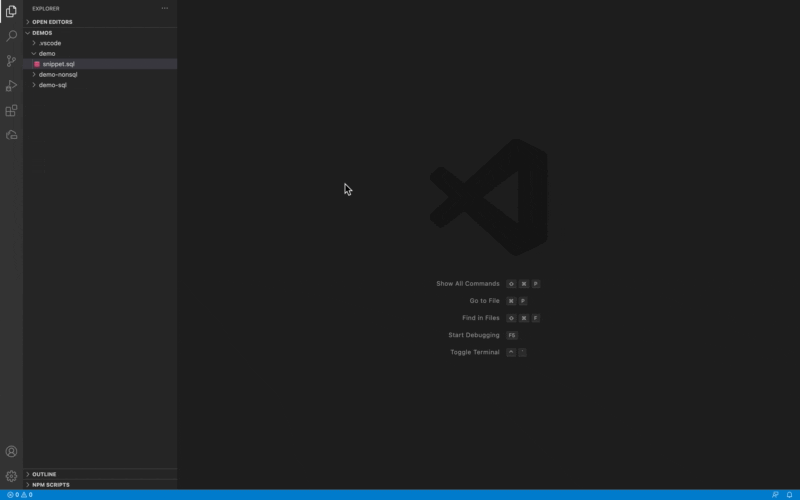 EXPLORER
OPEN EDITORS
DEMOS
.vscode
demo
snippet.sql
demo-nonsql
demo-sql
Show All Commands ⇧ ⌘ P
Go to File ⌘ P
Find in Files ⇧ ⌘ F
Start Debugging F5
Toggle Terminal ^ `
OUTLINE
NPM SCRIPTS
0 0